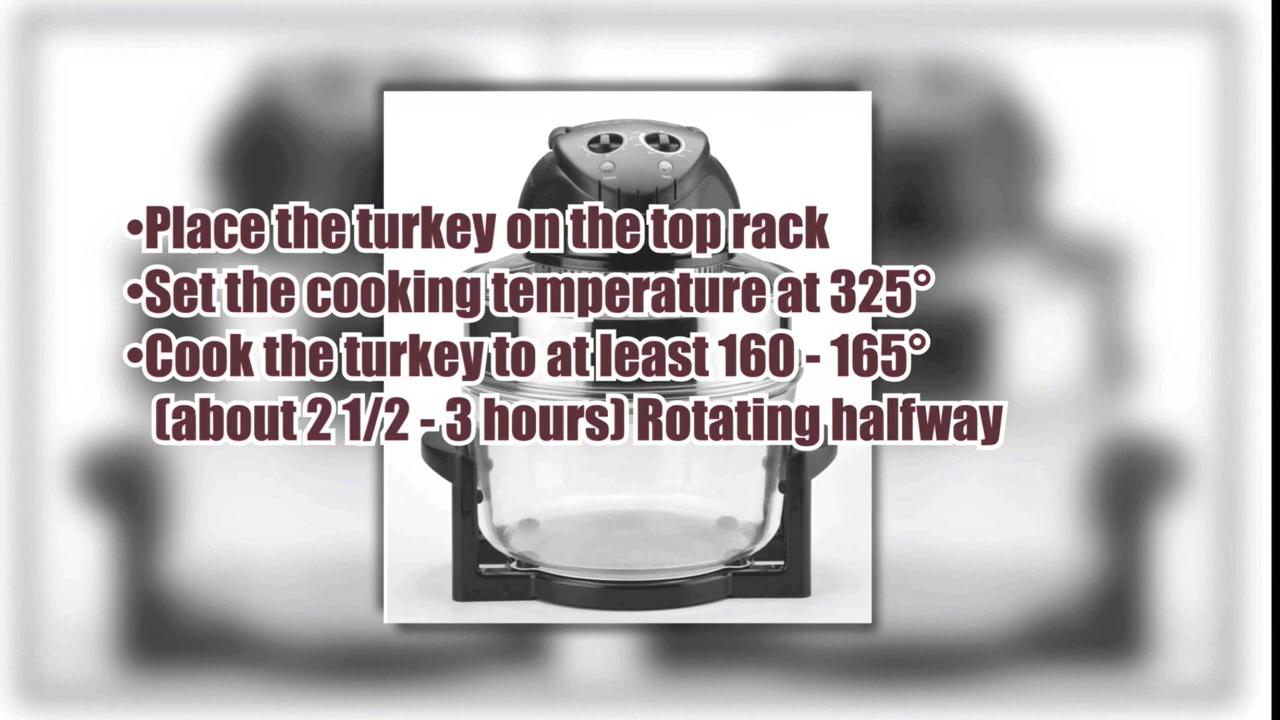 •Place the turkey on the top rack
•Set the cooking temperature at 325°
•Cook the turkey to at least 160 - 165°
(about 2 1/2 - 3 hours) Rotating halfway